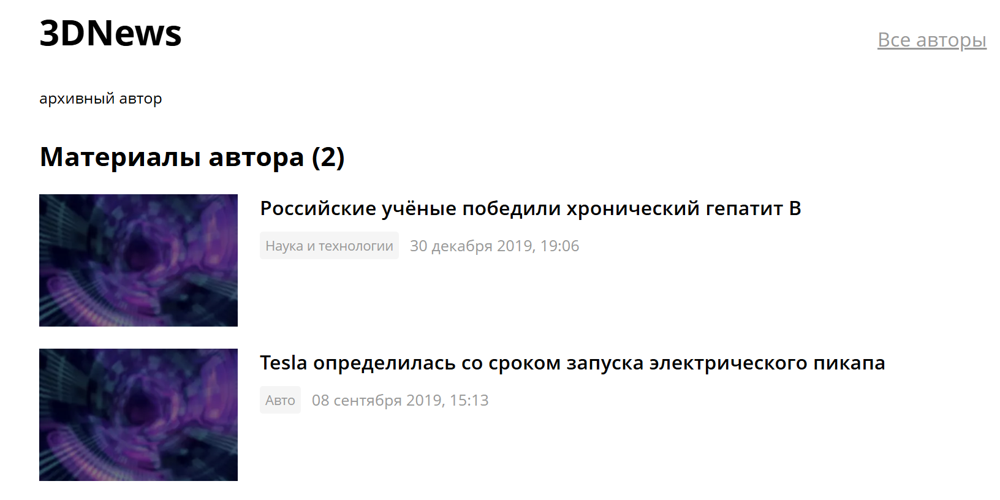 3DNews
Все авторы
архивный автор
Материалы автора (2)
Российские учёные победили хронический гепатит B
Наука и технологии 30 декабря 2019, 19:06
Tesla определилась со сроком запуска электрического пикапа
Авто 08 сентября 2019, 15:13